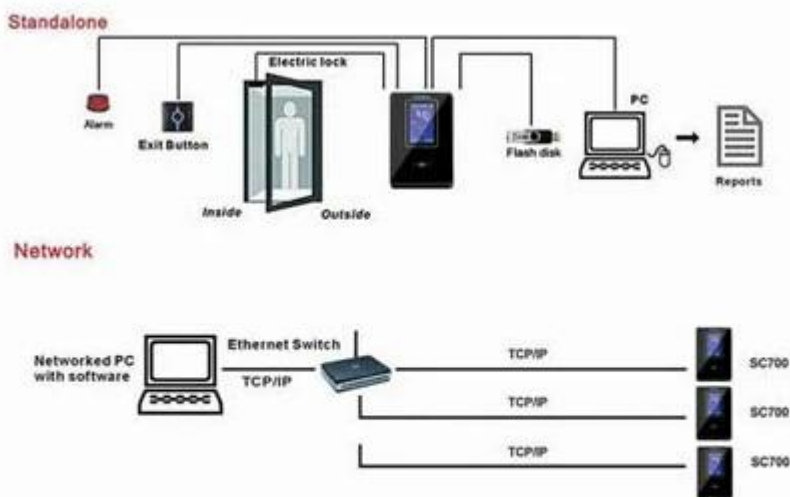 Standalone
Electric lock
PC
Alarm
Exit Button
Flash disk
Reports
Inside
Outside
Network
Ethernet Switch
TCP/IP
Networked PC
with software
TCP/IP
SC700
TCP/IP
SC700
TCP/IP
SC700